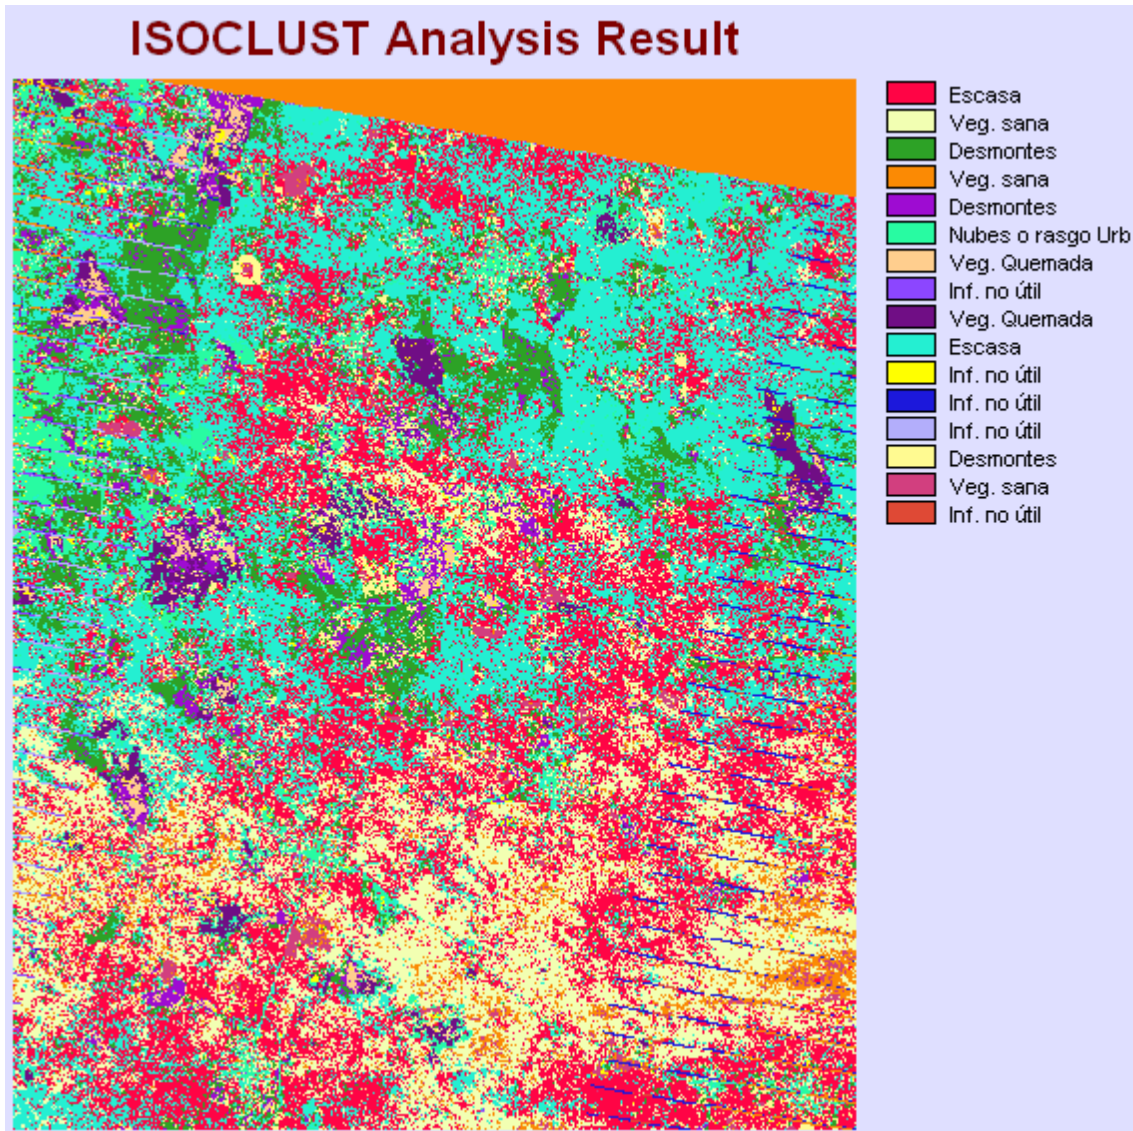 ISOCLUST Analysis Result
Escasa
Veg. sana
Desmontes
Veg. sana
Desmontes
Nubes o rasgo Urb
Veg. Quemada
Inf. no útil
Veg. Quemada
Escasa
Inf. no útil
Inf. no útil
Inf. no útil
Desmontes
Veg. sana
Inf. no útil